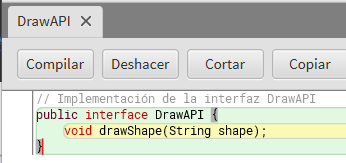 DrawAPI X
Compilar Deshacer Cortar Copiar
// Implementación de la interfaz DrawAPI
public interface DrawAPI {
void drawShape(String shape);
}